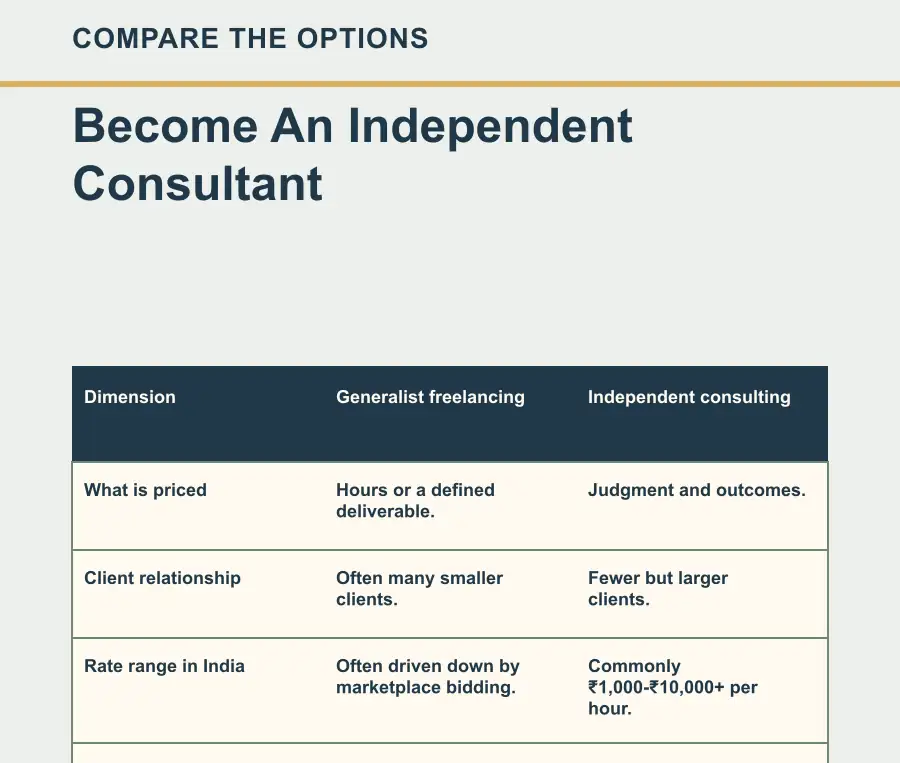 COMPARE THE OPTIONS
Become An Independent
Consultant
Dimension
Generalist freelancing
Independent consulting
What is priced
Hours or a defined
deliverable.
Judgment and outcomes.
Client relationship
Often many smaller
clients.
Fewer but larger
clients.
Rate range in India
Often driven down by
marketplace bidding.
Commonly
₹1,000-₹10,000+ per
hour.